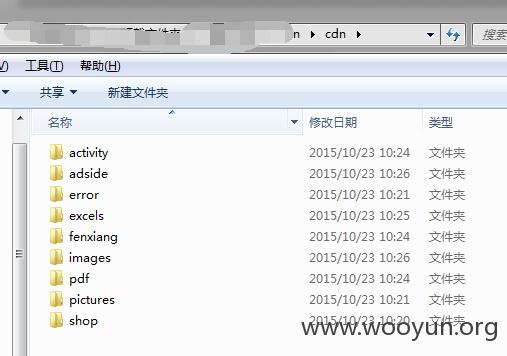 n ▸ cdn ▸ 搜索
V) 工具(T) 帮助(H)
共享 新建文件夹
名称 修改日期 类型
activity 2015/10/23 10:24 文件夹
adside 2015/10/23 10:26 文件夹
error 2015/10/23 10:21 文件夹
excels 2015/10/23 10:25 文件夹
fenxiang 2015/10/23 10:24 文件夹
images 2015/10/23 10:26 文件夹
pdf 2015/10/23 10:24 文件夹
pictures 2015/10/23 10:21 文件夹
shop 2015/10/23 10:20 文件夹
www.wooyun.org